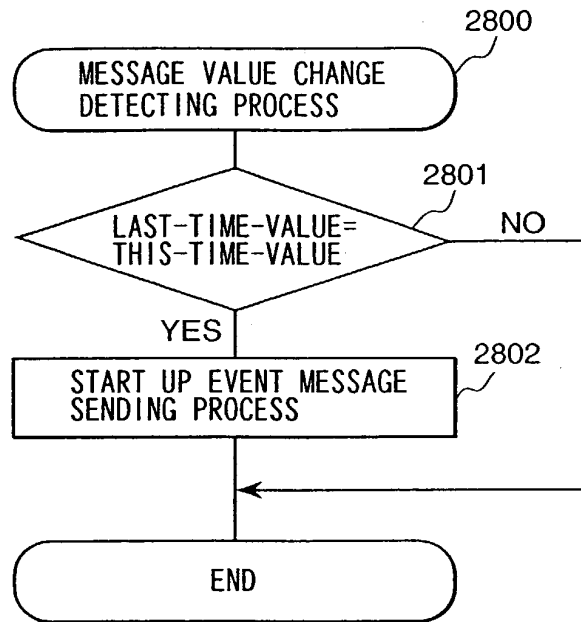 2800
MESSAGE VALUE CHANGE
DETECTING PROCESS
2801
LAST-TIME-VALUE=
THIS-TIME-VALUE
NO
YES
2802
START UP EVENT MESSAGE
SENDING PROCESS
END